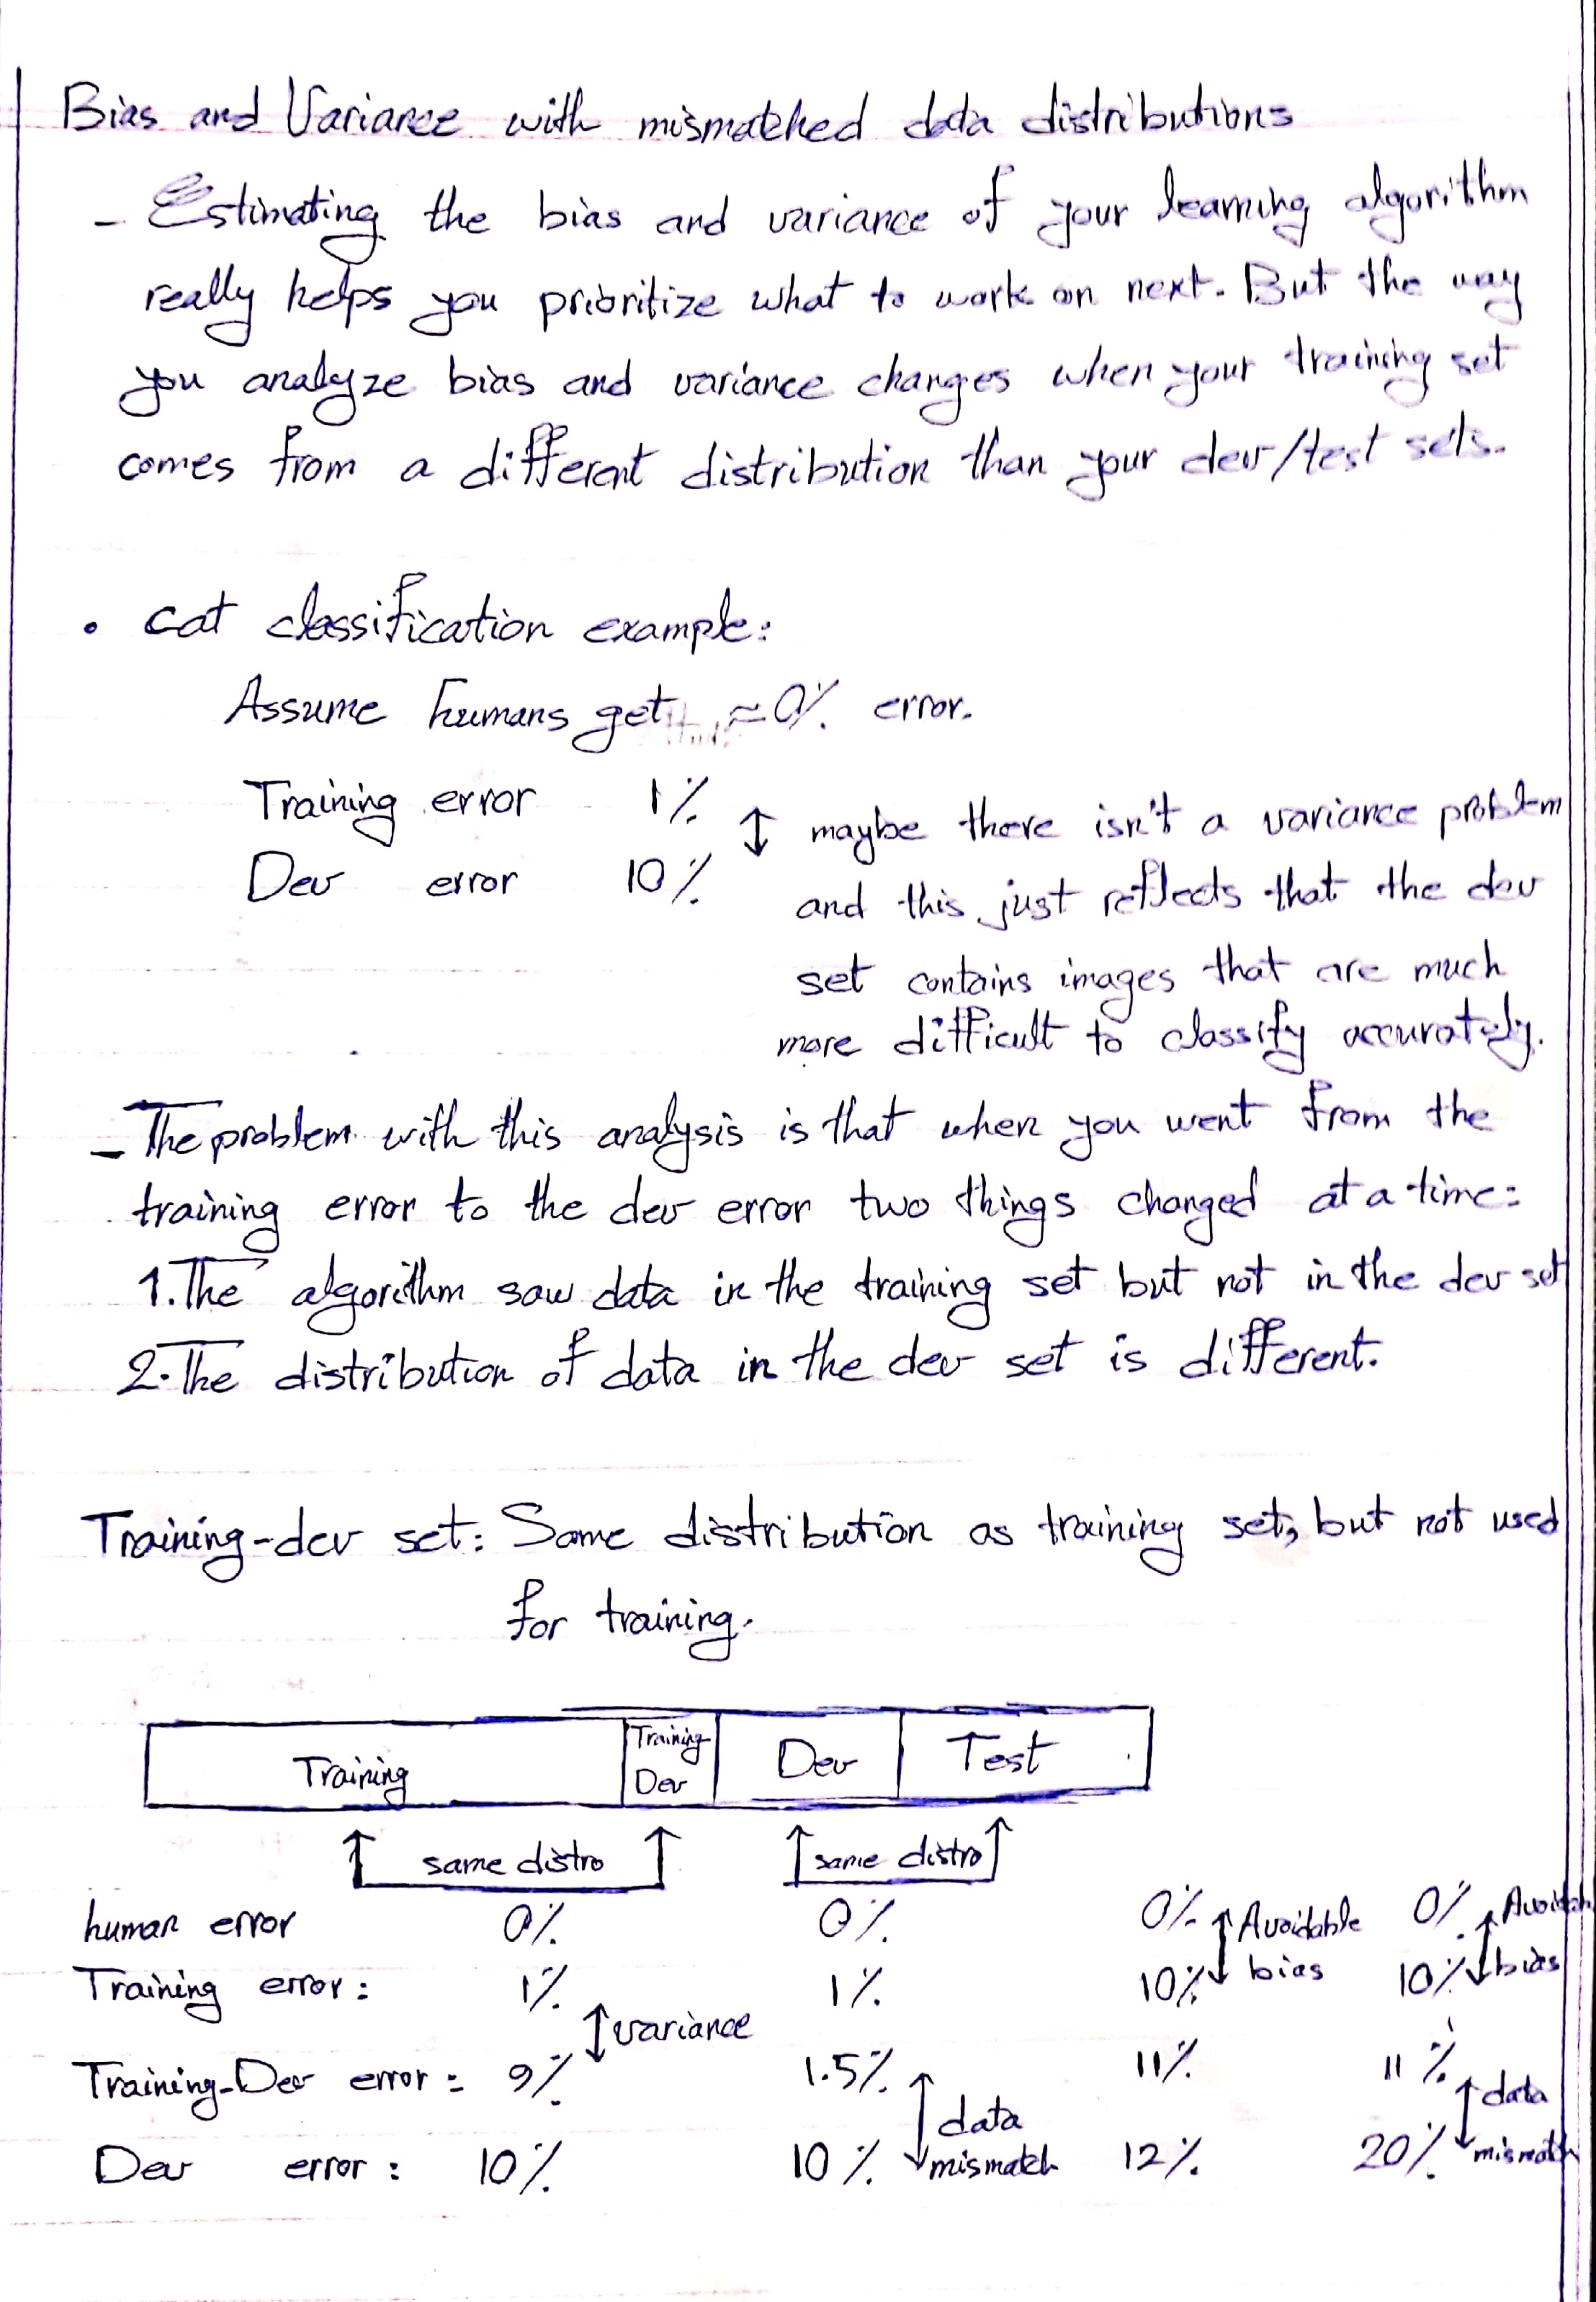 Bias and Variance with mismatched data distributions
- Estimating the bias and variance of your learning algorithm
really helps you prioritize what to work on next. But the way
you analyze bias and variance changes when your training set
comes from a different distribution than your dev/test sets.
• cat classification example:
Assume humans get ≈0% error.
Training error 1%
↕ maybe there isn't a variance problem
Dev error 10%
and this just reflects that the dev
set contains images that are much
more difficult to classify accurately.
- The problem with this analysis is that when you went from the
training error to the dev error two things changed at a time:
1. The algorithm saw data in the training set but not in the dev set
2. The distribution of data in the dev set is different.
Training-dev set: Same distribution as training set, but not used
for training.
Training Training Dev Dev Test
same distro same distro
human error 0% 0% 0% ↕ Avoidable 0% ↕
Training error: 1% 1% 10% bias 10% bias
↕ variance
Training-Dev error: 9% 1.5% 11% 11%
↕ data ↕ data
Dev error: 10% 10% mismatch 12% 20% mismatch